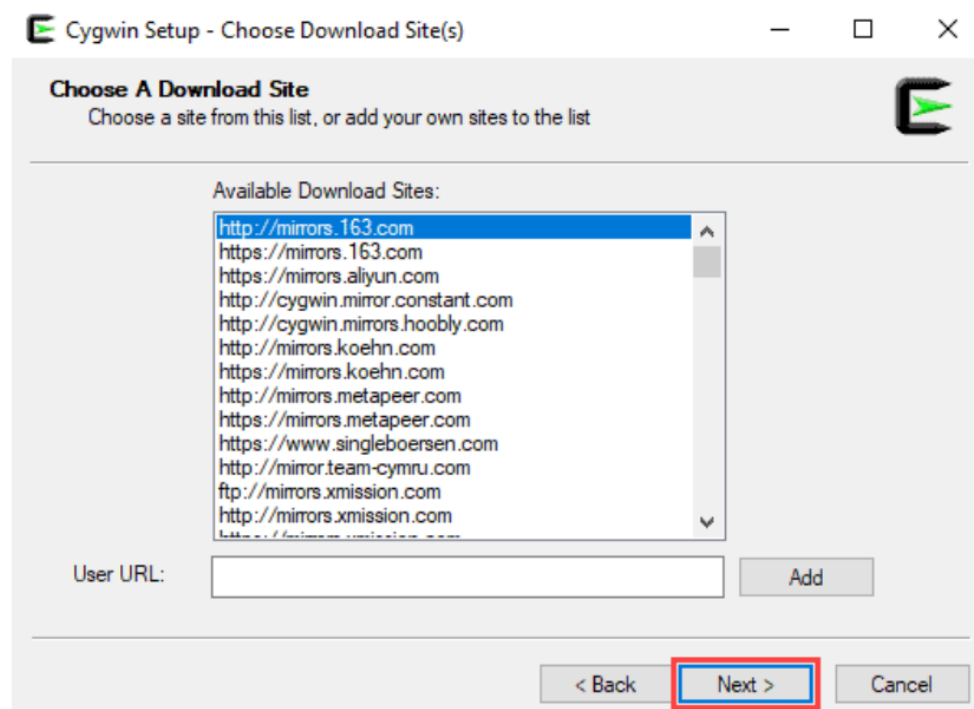 Cygwin Setup - Choose Download Site(s)
Choose A Download Site
Choose a site from this list, or add your own sites to the list
Available Download Sites:
http://mirrors.163.com
https://mirrors.163.com
https://mirrors.aliyun.com
http://cygwin.mirror.constant.com
http://cygwin.mirrors.hoobly.com
http://mirrors.koehn.com
https://mirrors.koehn.com
http://mirrors.metapeer.com
https://mirrors.metapeer.com
https://www.singleboersen.com
http://mirror.team-cymru.com
ftp://mirrors.xmission.com
http://mirrors.xmission.com
User URL:
Add
< Back
Next >
Cancel